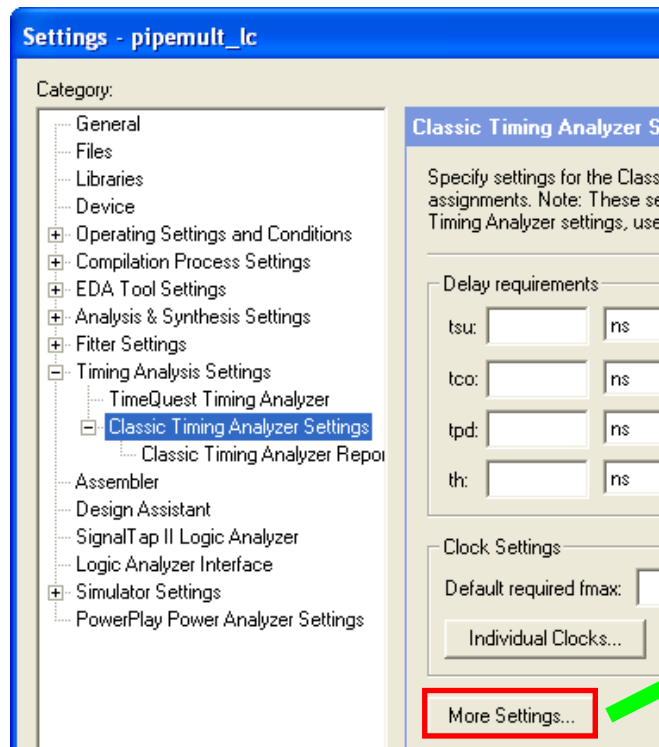 Settings - pipemult_lc
Category:
General
Files
Libraries
Device
Operating Settings and Conditions
Compilation Process Settings
EDA Tool Settings
Analysis & Synthesis Settings
Fitter Settings
Timing Analysis Settings
TimeQuest Timing Analyzer
Classic Timing Analyzer Settings
Classic Timing Analyzer Repo
Assembler
Design Assistant
SignalTap II Logic Analyzer
Logic Analyzer Interface
Simulator Settings
PowerPlay Power Analyzer Settings
Classic Timing Analyzer S
Specify settings for the Class
assignments. Note: These se
Timing Analyzer settings, use
Delay requirements
tsu: ns
tco: ns
tpd: ns
th: ns
Clock Settings
Default required fmax:
Individual Clocks...
More Settings...